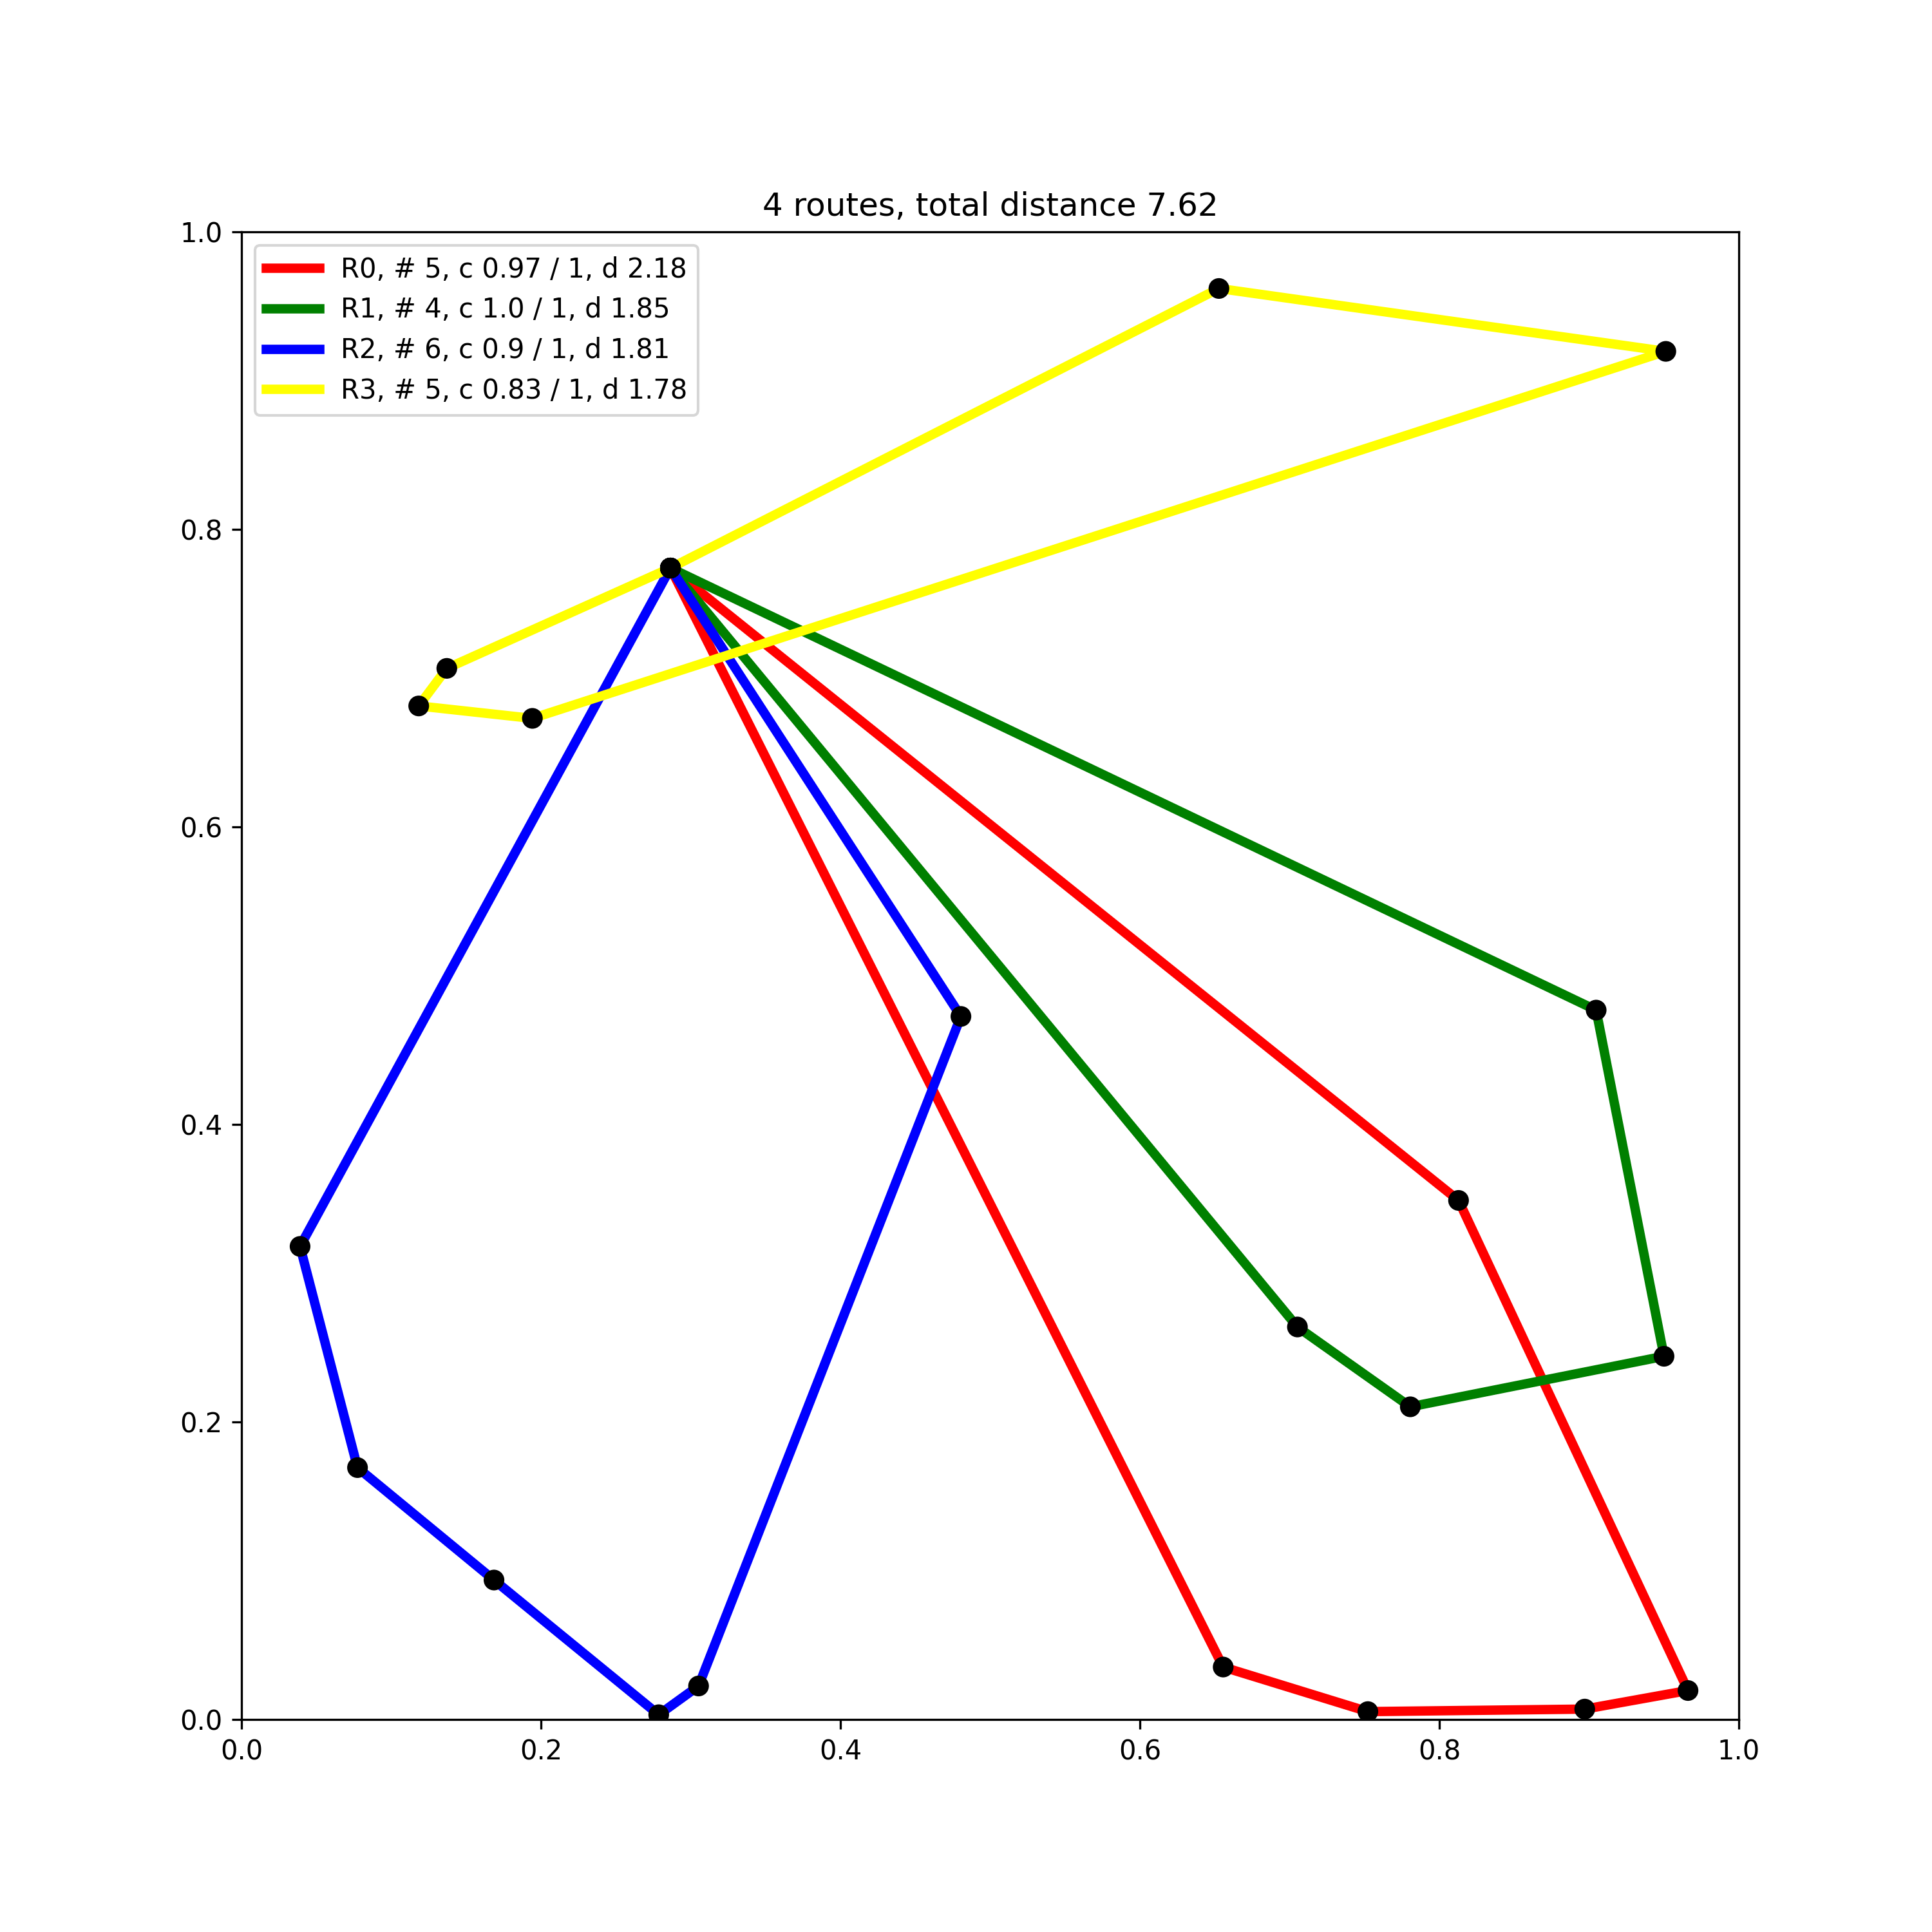 4 routes, total distance 7.62
1.0
R0, # 5, c 0.97 / 1, d 2.18
R1, # 4, c 1.0 / 1, d 1.85
R2, # 6, c 0.9 / 1, d 1.81
R3, # 5, c 0.83 / 1, d 1.78
0.8
0.6
0.4
0.2
0.0
0.0 0.2 0.4 0.6 0.8 1.0